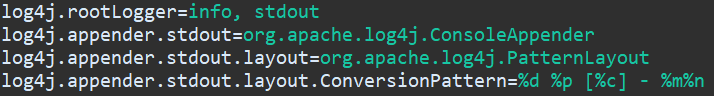 log4j.rootLogger=info, stdout
log4j.appender.stdout=org.apache.log4j.ConsoleAppender
log4j.appender.stdout.layout=org.apache.log4j.PatternLayout
log4j.appender.stdout.layout.ConversionPattern=%d %p [%c] - %m%n